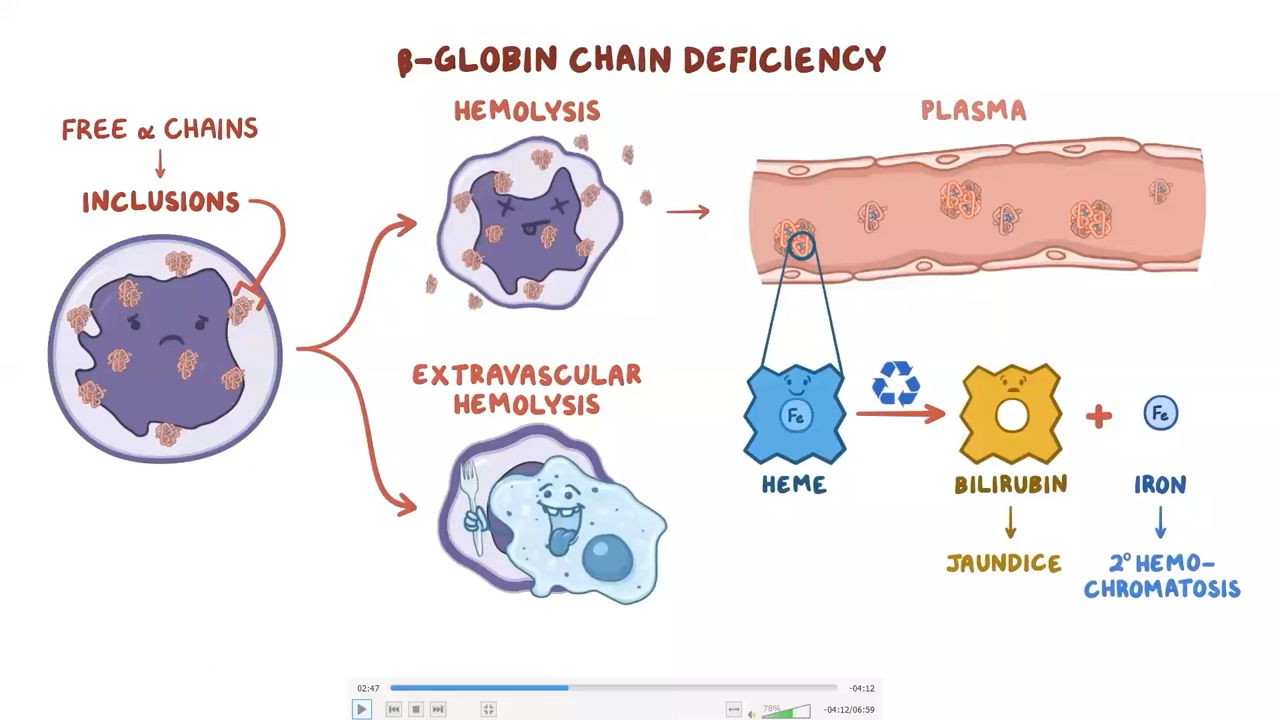 β-GLOBIN CHAIN DEFICIENCY
FREE α CHAINS
INCLUSIONS
HEMOLYSIS
EXTRAVASCULAR
HEMOLYSIS
PLASMA
Fe
HEME
BILIRUBIN
+
Fe
IRON
JAUNDICE
2° HEMO-
CHROMATOSIS
02:47
-04:12
78%
-04:12/06:59